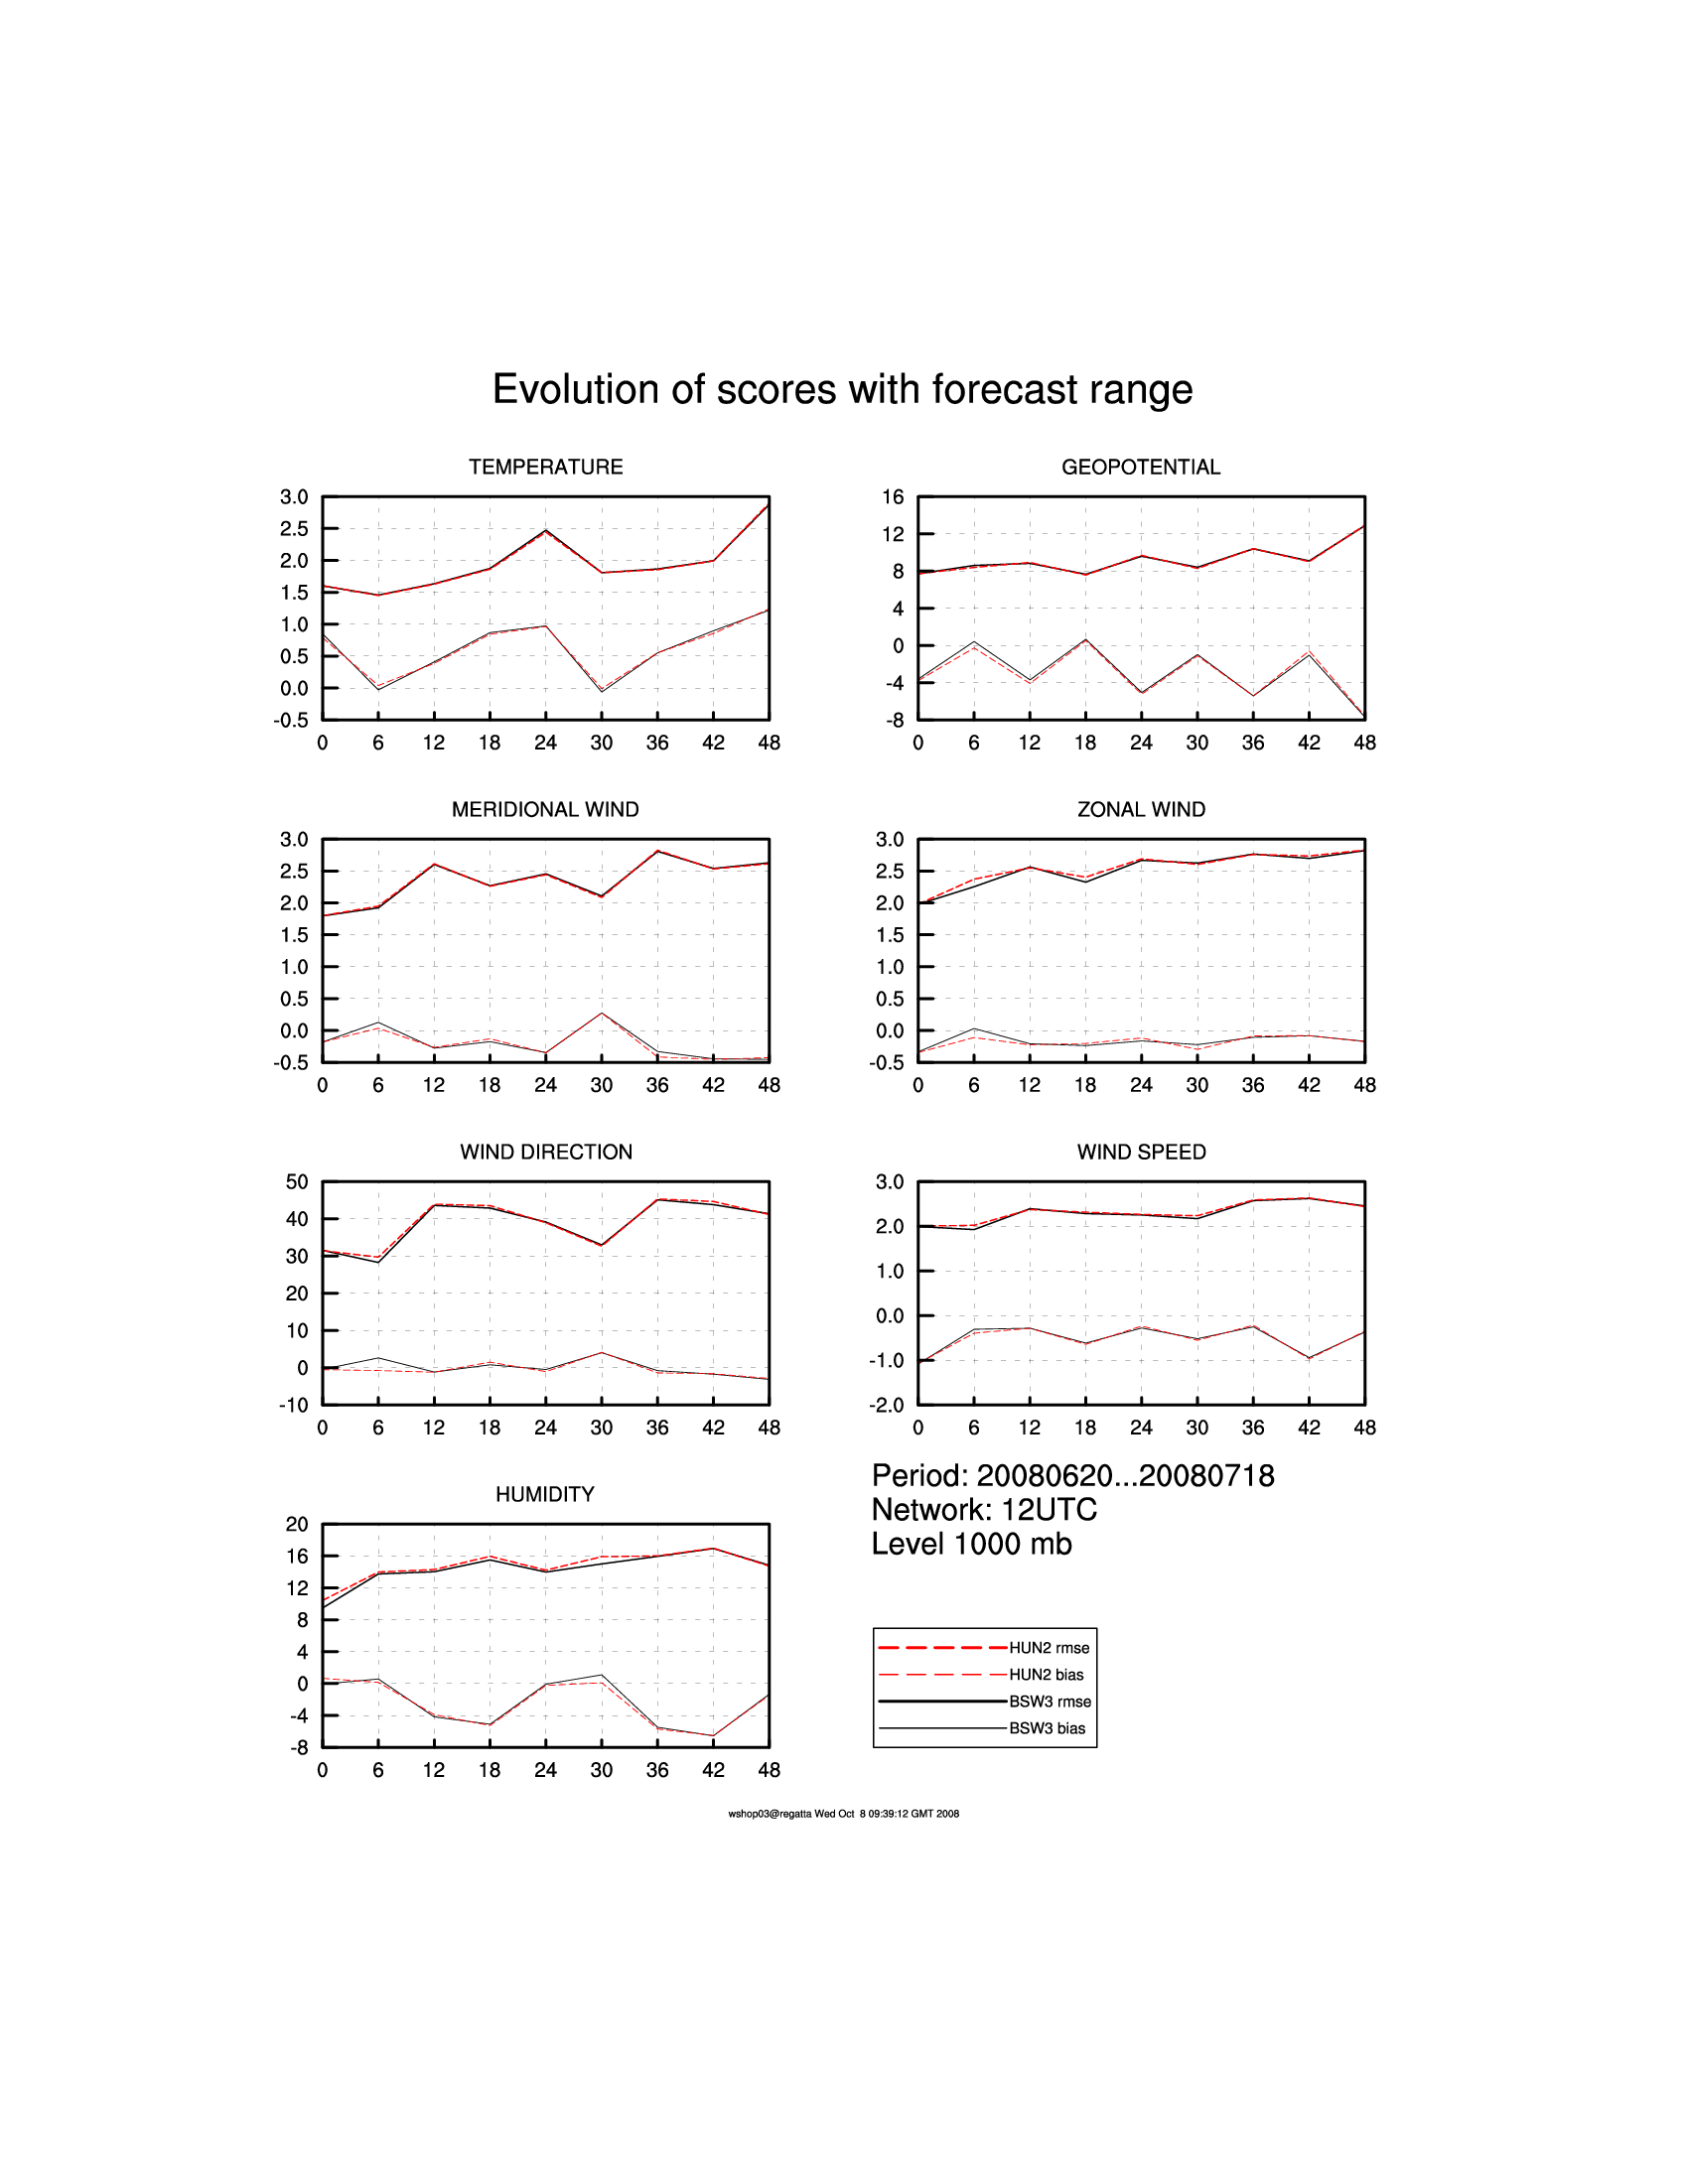 Evolution of scores with forecast range
TEMPERATURE
3.0
2.5
2.0
1.5
1.0
0.5
0.0
-0.5
0 6 12 18 24 30 36 42 48
GEOPOTENTIAL
16
12
8
4
0
-4
-8
0 6 12 18 24 30 36 42 48
MERIDIONAL WIND
3.0
2.5
2.0
1.5
1.0
0.5
0.0
-0.5
0 6 12 18 24 30 36 42 48
ZONAL WIND
3.0
2.5
2.0
1.5
1.0
0.5
0.0
-0.5
0 6 12 18 24 30 36 42 48
WIND DIRECTION
50
40
30
20
10
0
-10
0 6 12 18 24 30 36 42 48
WIND SPEED
3.0
2.0
1.0
0.0
-1.0
-2.0
0 6 12 18 24 30 36 42 48
HUMIDITY
20
16
12
8
4
0
-4
-8
0 6 12 18 24 30 36 42 48
Period: 20080620...20080718
Network: 12UTC
Level 1000 mb
HUN2 rmse
HUN2 bias
BSW3 rmse
BSW3 bias
wshop03@regatta Wed Oct  8 09:39:12 GMT 2008